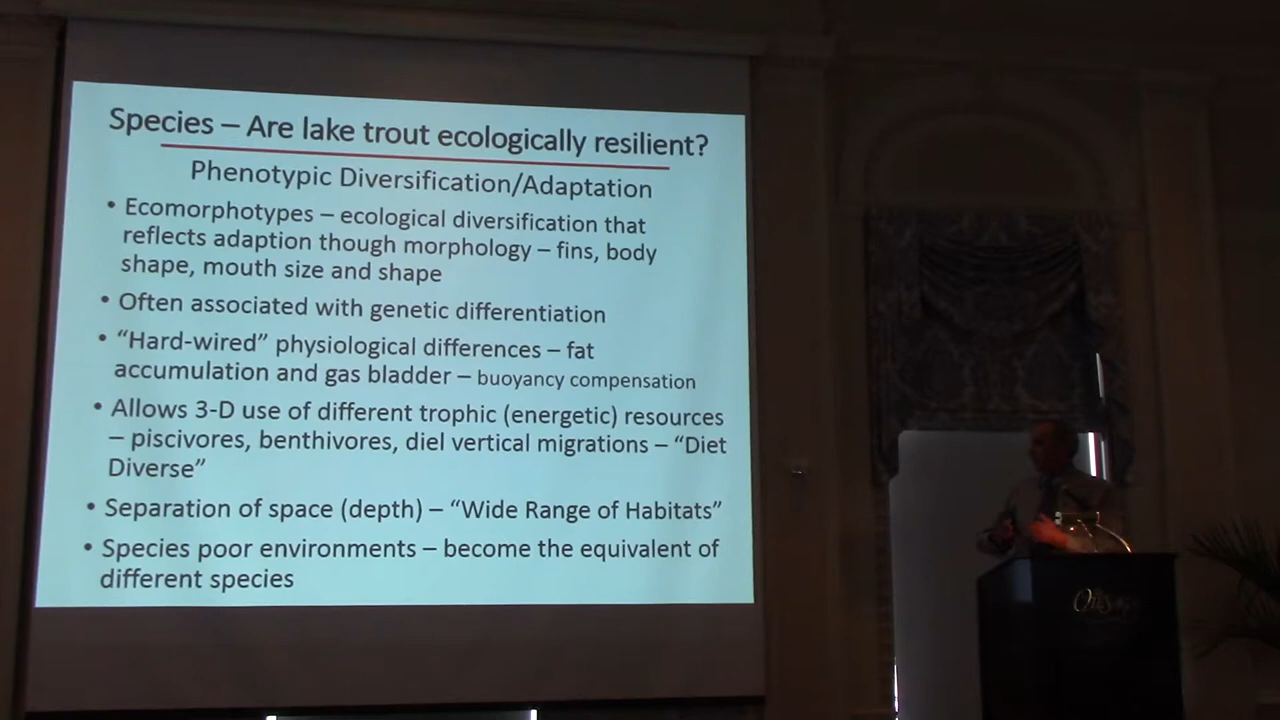 Species – Are lake trout ecologically resilient?
Phenotypic Diversification/Adaptation
• Ecomorphotypes – ecological diversification that
reflects adaption though morphology – fins, body
shape, mouth size and shape
• Often associated with genetic differentiation
• “Hard-wired” physiological differences – fat
accumulation and gas bladder – buoyancy compensation
• Allows 3-D use of different trophic (energetic) resources
– piscivores, benthivores, diel vertical migrations – “Diet
Diverse”
• Separation of space (depth) – “Wide Range of Habitats”
• Species poor environments – become the equivalent of
different species